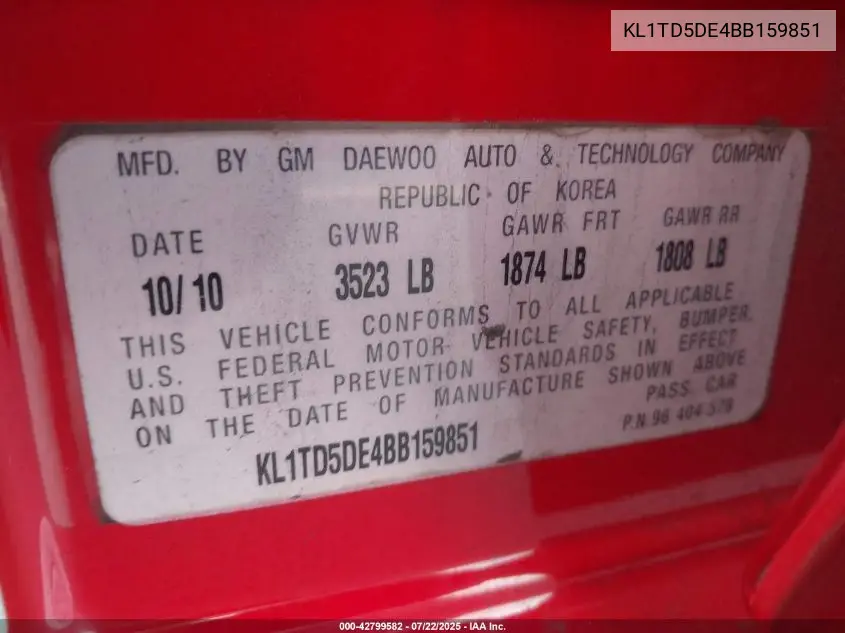 KL1TD5DE4BB159851
MFD. BY GM DAEWOO AUTO & TECHNOLOGY COMPANY
REPUBLIC OF KOREA
DATE GVWR GAWR FRT GAWR RR
10/10 3523 LB 1874 LB 1808 LB
THIS VEHICLE CONFORMS TO ALL APPLICABLE
U.S. FEDERAL MOTOR VEHICLE SAFETY, BUMPER,
AND THEFT PREVENTION STANDARDS IN EFFECT
ON THE DATE OF MANUFACTURE SHOWN ABOVE
PASS CAR
KL1TD5DE4BB159851 P.N 96 404 579
000-42799582 - 07/22/2025 - IAA Inc.